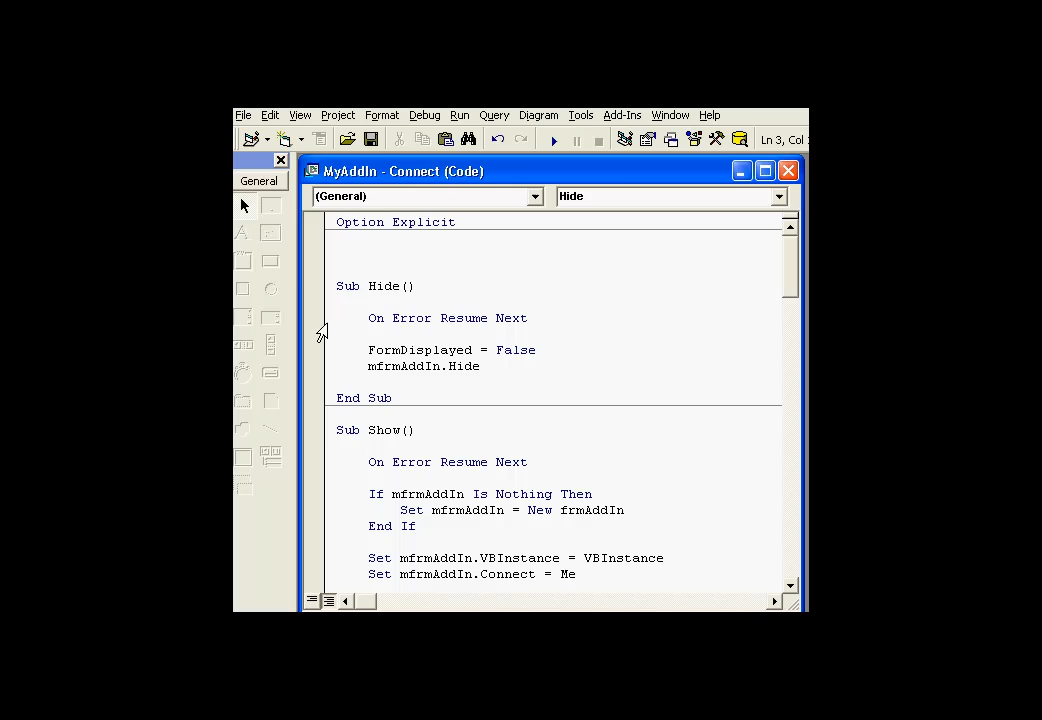 File Edit View Project Format Debug Run Query Diagram Tools Add-Ins Window Help
Ln 3, Col
General
MyAddIn - Connect (Code)
(General) Hide
Option Explicit
Sub Hide()
On Error Resume Next
FormDisplayed = False
mfrmAddIn.Hide
End Sub
Sub Show()
On Error Resume Next
If mfrmAddIn Is Nothing Then
Set mfrmAddIn = New frmAddIn
End If
Set mfrmAddIn.VBInstance = VBInstance
Set mfrmAddIn.Connect = Me